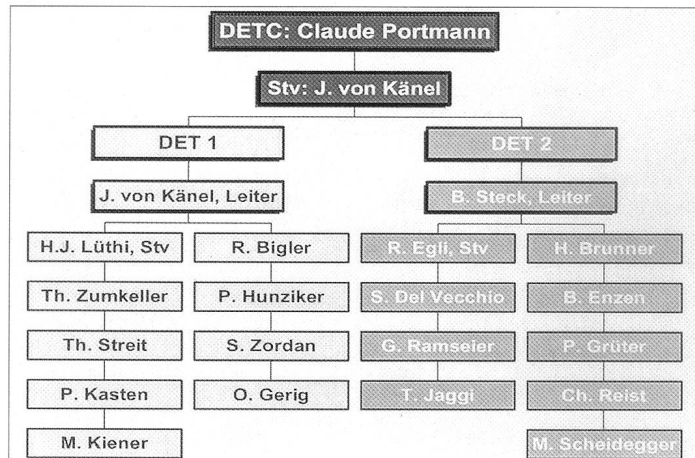 DETC: Claude Portmann
Stv: J. von Känel
DET 1
DET 2
J. von Känel, Leiter
B. Steck, Leiter
H.J. Lüthi, Stv
R. Bigler
R. Egli, Stv
H. Brunner
Th. Zumkeller
P. Hunziker
S. Del Vecchio
B. Enzen
Th. Streit
S. Zordan
G. Ramseier
P. Grüter
P. Kasten
O. Gerig
T. Jaggi
Ch. Reist
M. Kiener
M. Scheidegger